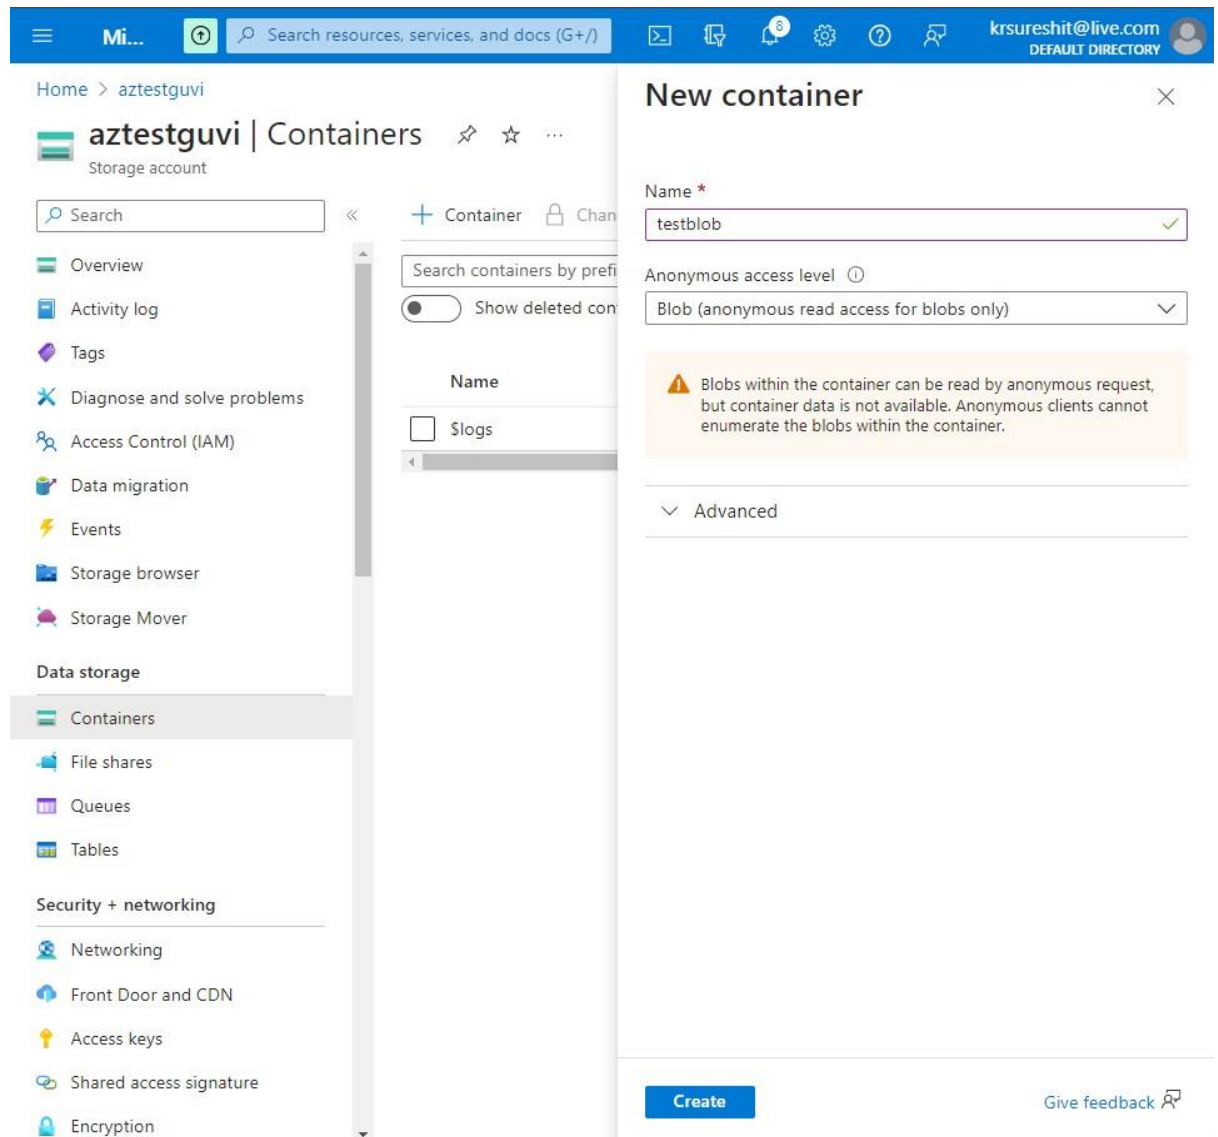 Mi...
Search resources, services, and docs (G+/)
8
krsureshit@live.com
DEFAULT DIRECTORY
Home > aztestguvi
aztestguvi | Containers
...
Storage account
Search
«
+ Container
Chan
Overview
Activity log
Tags
Diagnose and solve problems
Access Control (IAM)
Data migration
Events
Storage browser
Storage Mover
Data storage
Containers
File shares
Queues
Tables
Security + networking
Networking
Front Door and CDN
Access keys
Shared access signature
Encryption
Search containers by prefi
Show deleted con
Name
$logs
New container
Name *
testblob
Anonymous access level
Blob (anonymous read access for blobs only)
Blobs within the container can be read by anonymous request,
but container data is not available. Anonymous clients cannot
enumerate the blobs within the container.
Advanced
Create
Give feedback